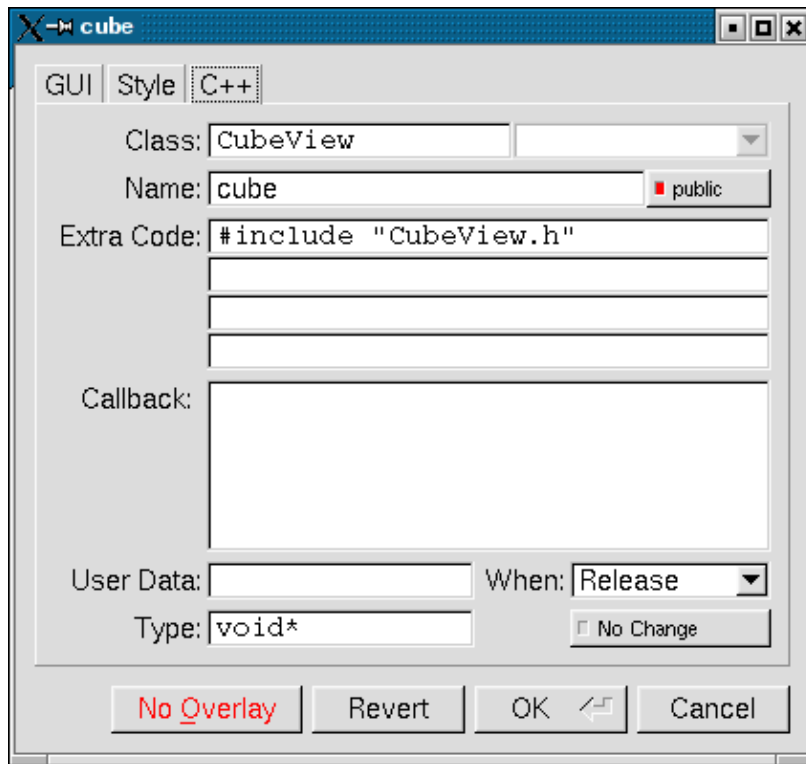 cube
GUI Style C++
Class: CubeView
Name: cube public
Extra Code: #include "CubeView.h"
Callback:
User Data: When: Release
Type: void* No Change
No Overlay Revert OK Cancel